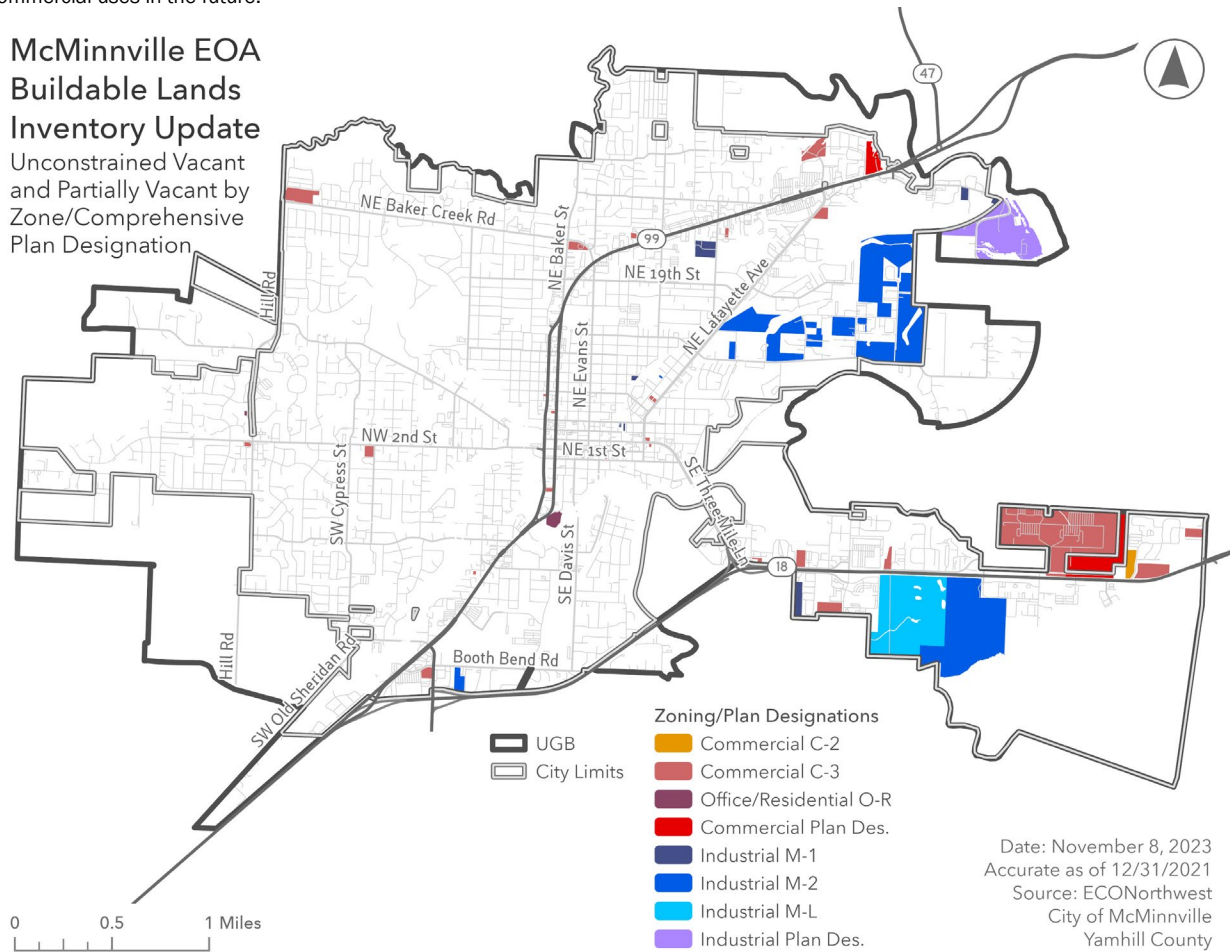 ommercial uses in the future.
McMinnville EOA
Buildable Lands
Inventory Update
Unconstrained Vacant
and Partially Vacant by
Zone/Comprehensive
Plan Designation
47
NE Baker Creek Rd
NE Baker St
99
NE 19th St
Hill Rd
NE Evans St
NE Lafayette Ave
NW 2nd St
NE 1st St
SW Cypress St
SE Three Mile Ln
SE Davis St
18
Hill Rd
Booth Bend Rd
SW Old Sheridan Rd
UGB
City Limits
Zoning/Plan Designations
Commercial C-2
Commercial C-3
Office/Residential O-R
Commercial Plan Des.
Industrial M-1
Industrial M-2
Industrial M-L
Industrial Plan Des.
Date: November 8, 2023
Accurate as of 12/31/2021
Source: ECONorthwest
City of McMinnville
Yamhill County
0 0.5 1 Miles